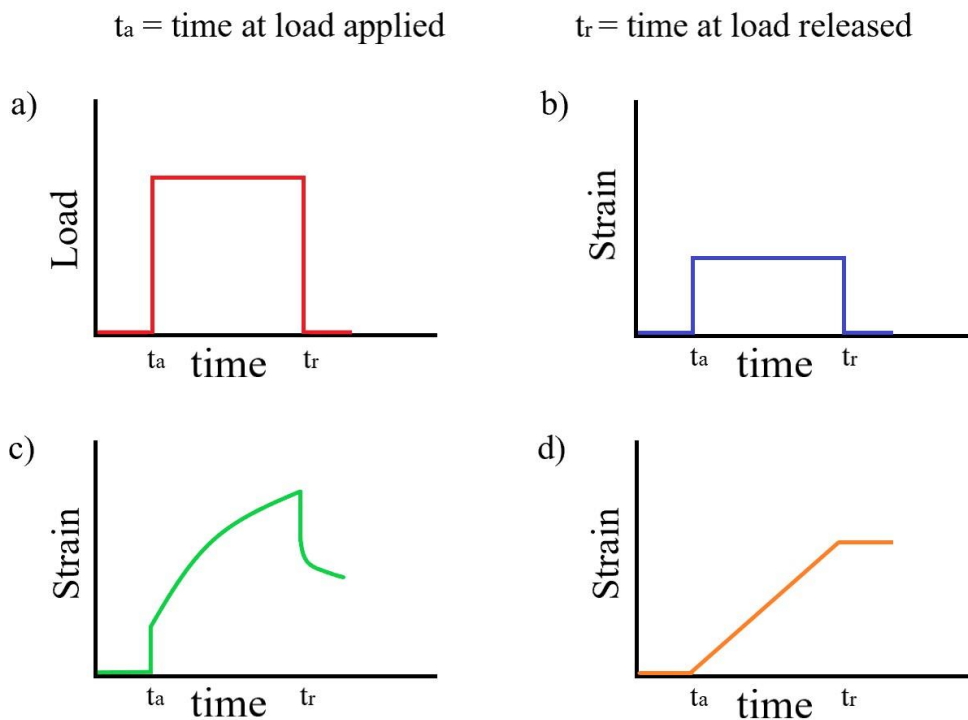 tₐ = time at load applied
tᵣ = time at load released
a)
Load
tₐ
time
tᵣ
b)
Strain
tₐ
time
tᵣ
c)
Strain
tₐ
time
tᵣ
d)
Strain
tₐ
time
tᵣ